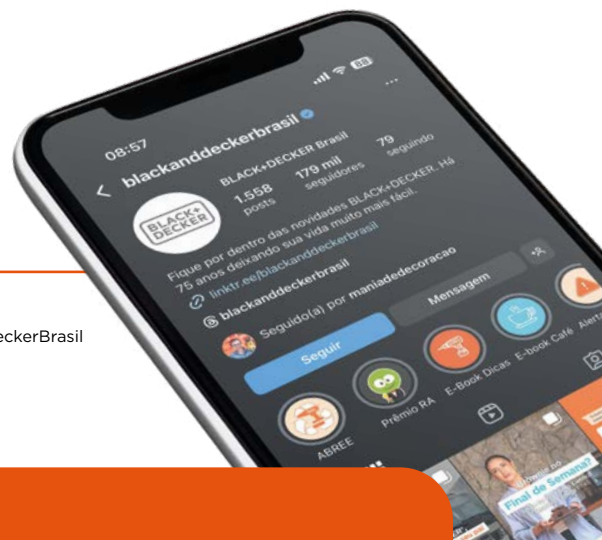 08:57
88
blackanddeckerbrasil
BLACK+
DECKER
BLACK+DECKER Brasil
1.558
posts
179 mil
seguidores
79
seguindo
Fique por dentro das novidades BLACK+DECKER. Há
75 anos deixando sua vida muito mais fácil.
linktr.ee/blackanddeckerbrasil
blackanddeckerbrasil
Seguido(a) por maniadedecoracao
Seguir
Mensagem
ABREE
Prêmio RA
E-Book Dicas
E-book Café
Alerta
eckerBrasil
Final de Semana?